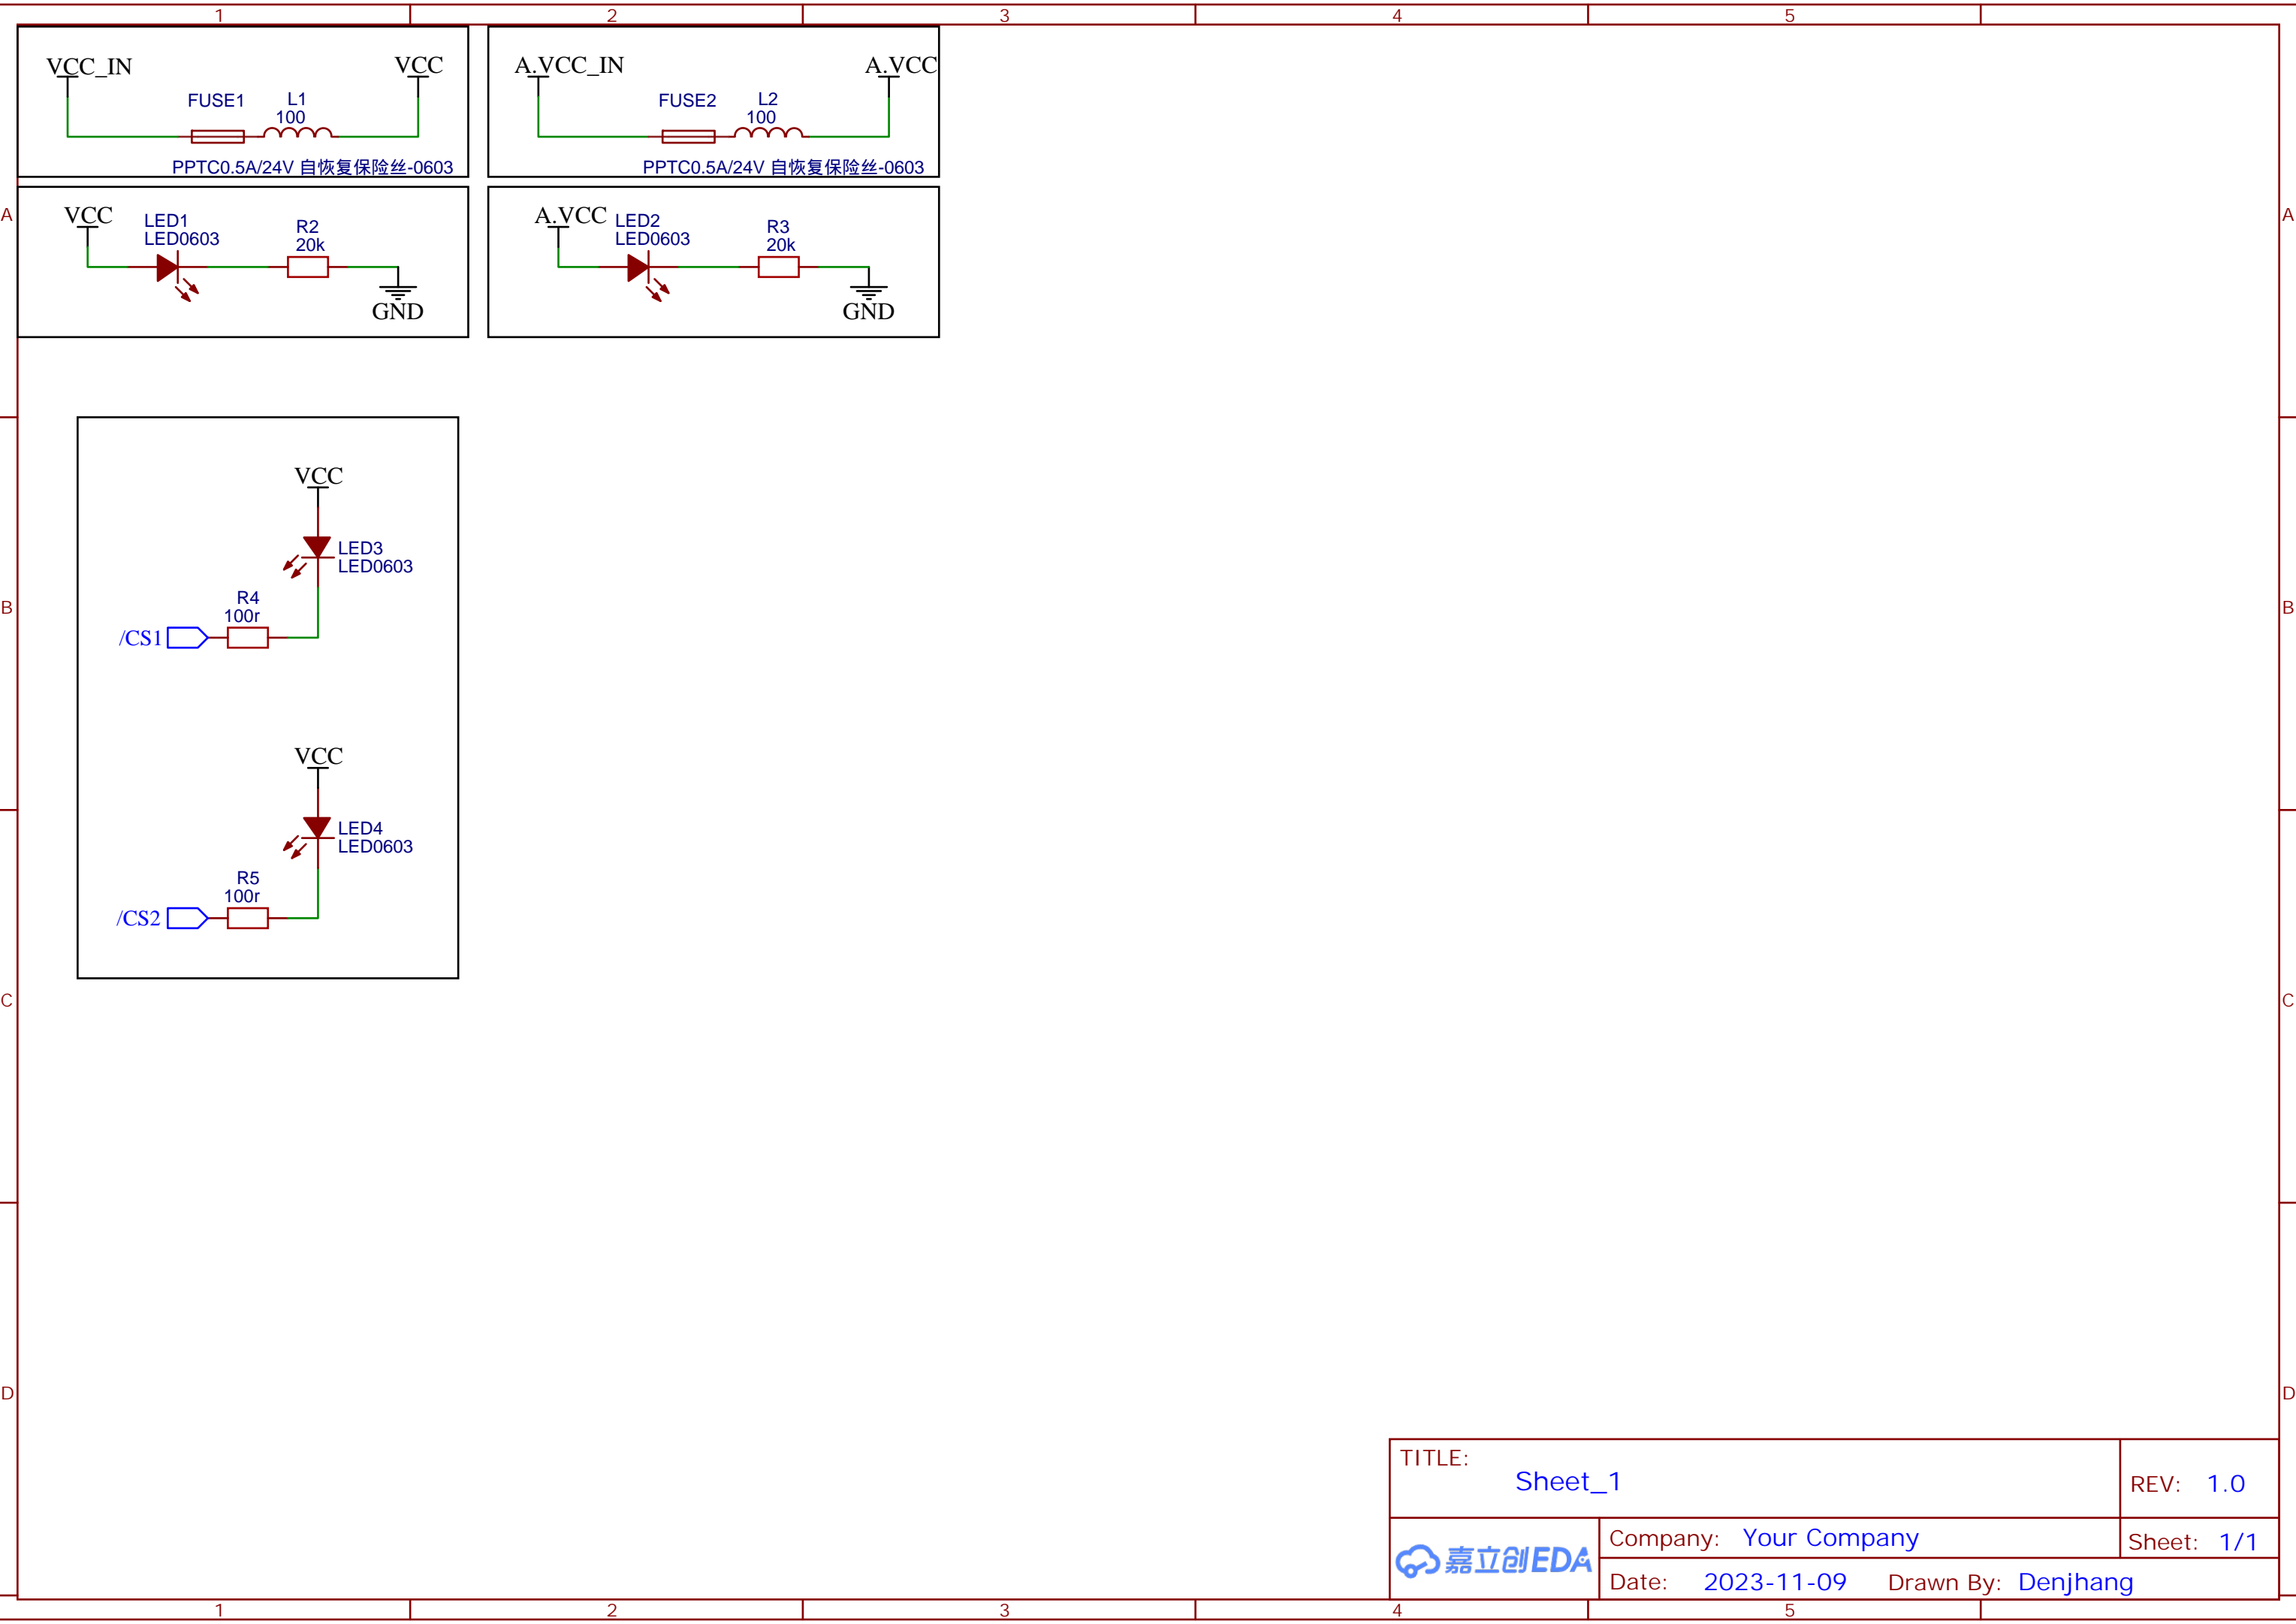 1 2 3 4 5
VCC_IN VCC
FUSE1 L1
100
PPTC0.5A/24V 自恢复保险丝-0603
A.VCC_IN A.VCC
FUSE2 L2
100
PPTC0.5A/24V 自恢复保险丝-0603
A A
VCC LED1
LED0603
R2
20k
GND
A.VCC LED2
LED0603
R3
20k
GND
VCC
LED3
LED0603
R4
100r
/CS1
B B
VCC
LED4
LED0603
R5
100r
/CS2
C C
D D
TITLE:
Sheet_1
REV: 1.0
嘉立创EDA
Company: Your Company
Sheet: 1/1
Date: 2023-11-09 Drawn By: Denjhang
1 2 3 4 5